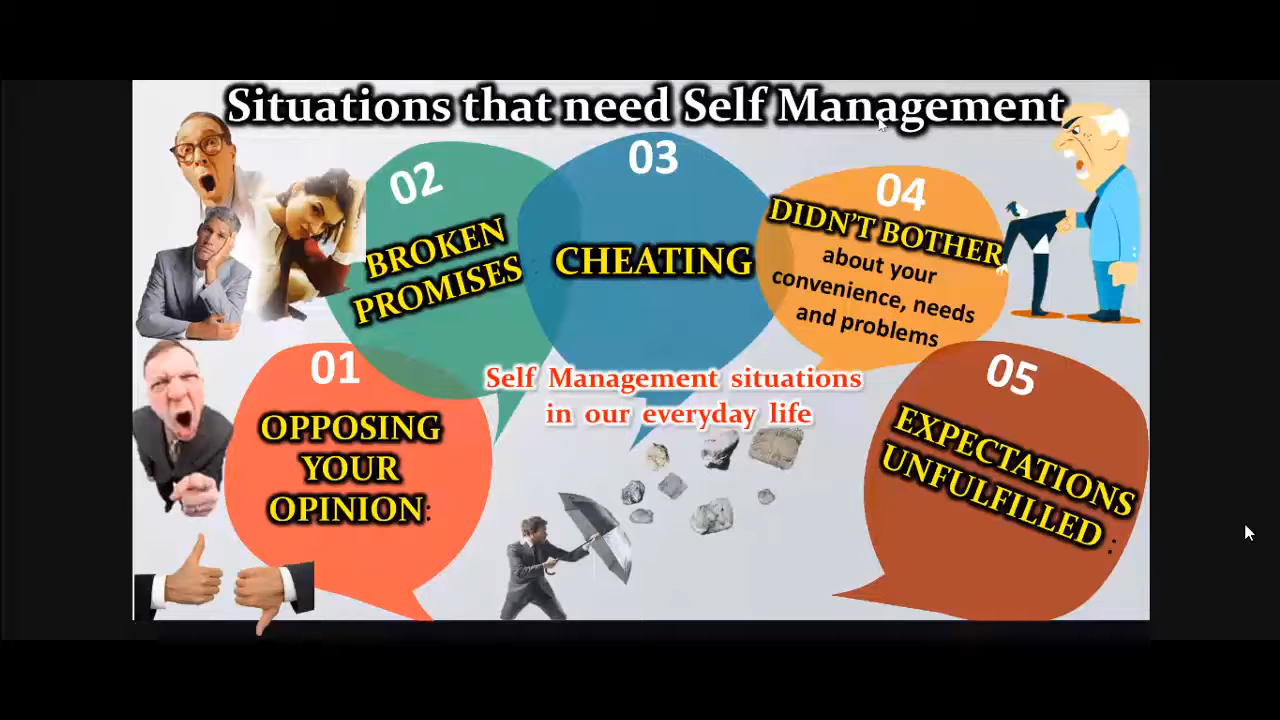 Situations that need Self Management
01
OPPOSING
YOUR
OPINION:
02
BROKEN
PROMISES :
03
CHEATING
04
DIDN'T BOTHER
about your
convenience, needs
and problems
05
EXPECTATIONS
UNFULFILLED :
Self Management situations
in our everyday life